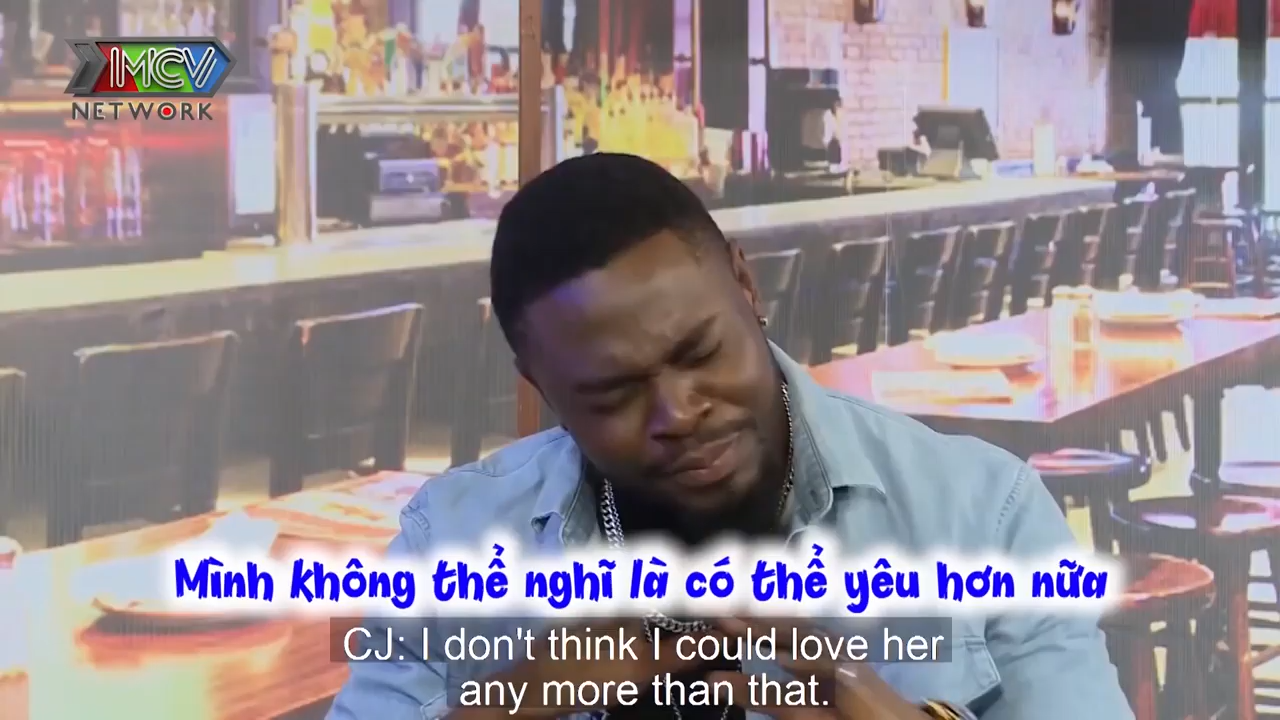 MCV
NETWORK
Mình không thể nghĩ là có thể yêu hơn nữa
CJ: I don't think I could love her
any more than that.